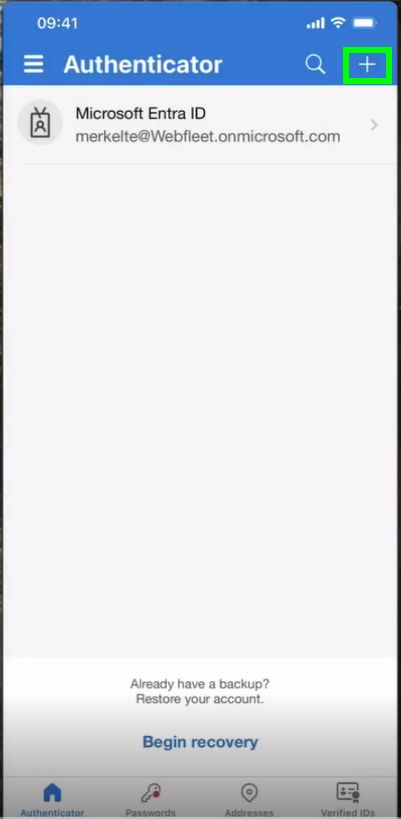 09:41
Authenticator
Microsoft Entra ID
merkelte@Webfleet.onmicrosoft.com
Already have a backup?
Restore your account.
Begin recovery
Authenticator Passwords Addresses Verified IDs